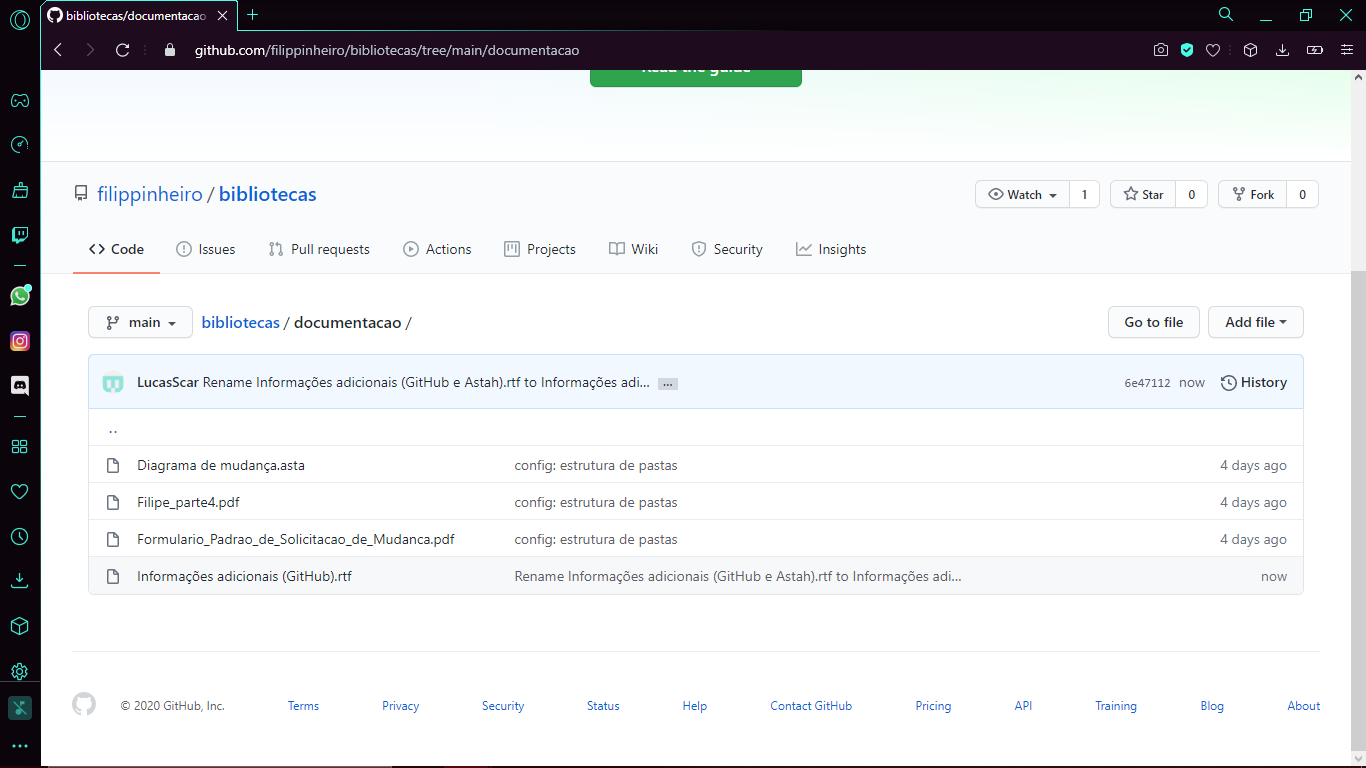 bibliotecas/documentacao
github.com/filippinheiro/bibliotecas/tree/main/documentacao
Read the guide
filippinheiro / bibliotecas
Watch 1 Star 0 Fork 0
Code Issues Pull requests Actions Projects Wiki Security Insights
main bibliotecas / documentacao / Go to file Add file
LucasScar Rename Informações adicionais (GitHub e Astah).rtf to Informações adi... ... 6e47112 now History
..
Diagrama de mudança.asta config: estrutura de pastas 4 days ago
Filipe_parte4.pdf config: estrutura de pastas 4 days ago
Formulario_Padrao_de_Solicitacao_de_Mudanca.pdf config: estrutura de pastas 4 days ago
Informações adicionais (GitHub).rtf Rename Informações adicionais (GitHub e Astah).rtf to Informações adi... now
© 2020 GitHub, Inc. Terms Privacy Security Status Help Contact GitHub Pricing API Training Blog About